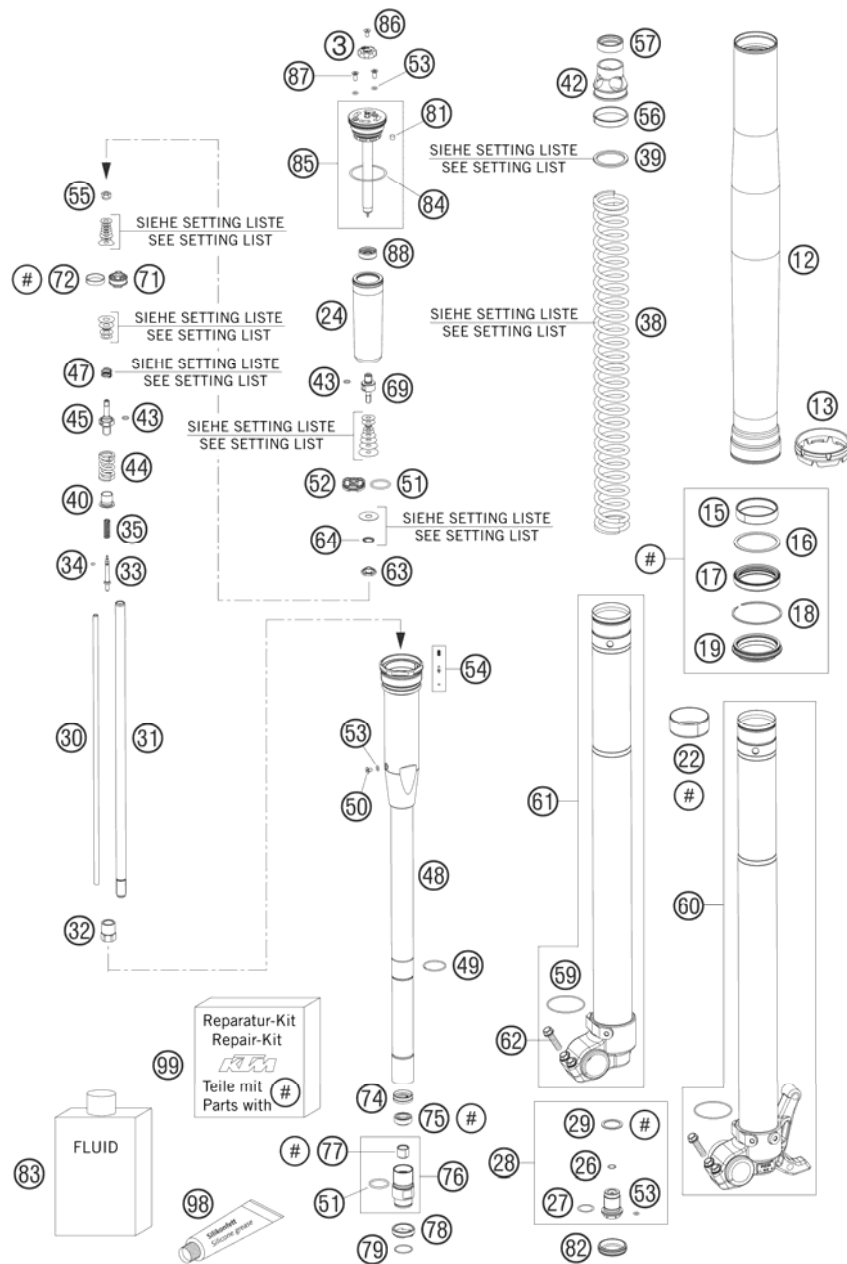 86
3
57
87
53
42
81
56
SIEHE SETTING LISTE
SEE SETTING LIST
39
85
84
55
SIEHE SETTING LISTE
SEE SETTING LIST
88
12
# 72 71
24
SIEHE SETTING LISTE
SEE SETTING LIST
SIEHE SETTING LISTE
SEE SETTING LIST
38
47
SIEHE SETTING LISTE
SEE SETTING LIST
43
69
45
43
SIEHE SETTING LISTE
SEE SETTING LIST
13
44
52
51
40
15
35
SIEHE SETTING LISTE
SEE SETTING LIST
64
16
#
34
33
63
17
18
19
54
30
31
53
50
22
#
61
48
60
32
49
59
62
99
Reparatur-Kit
Repair-Kit
KTM
Teile mit
Parts with #
74
75 #
29 #
83
FLUID
# 77
76
28
26
51
27
53
98
Silikonfett
Silicone grease
78
79
82